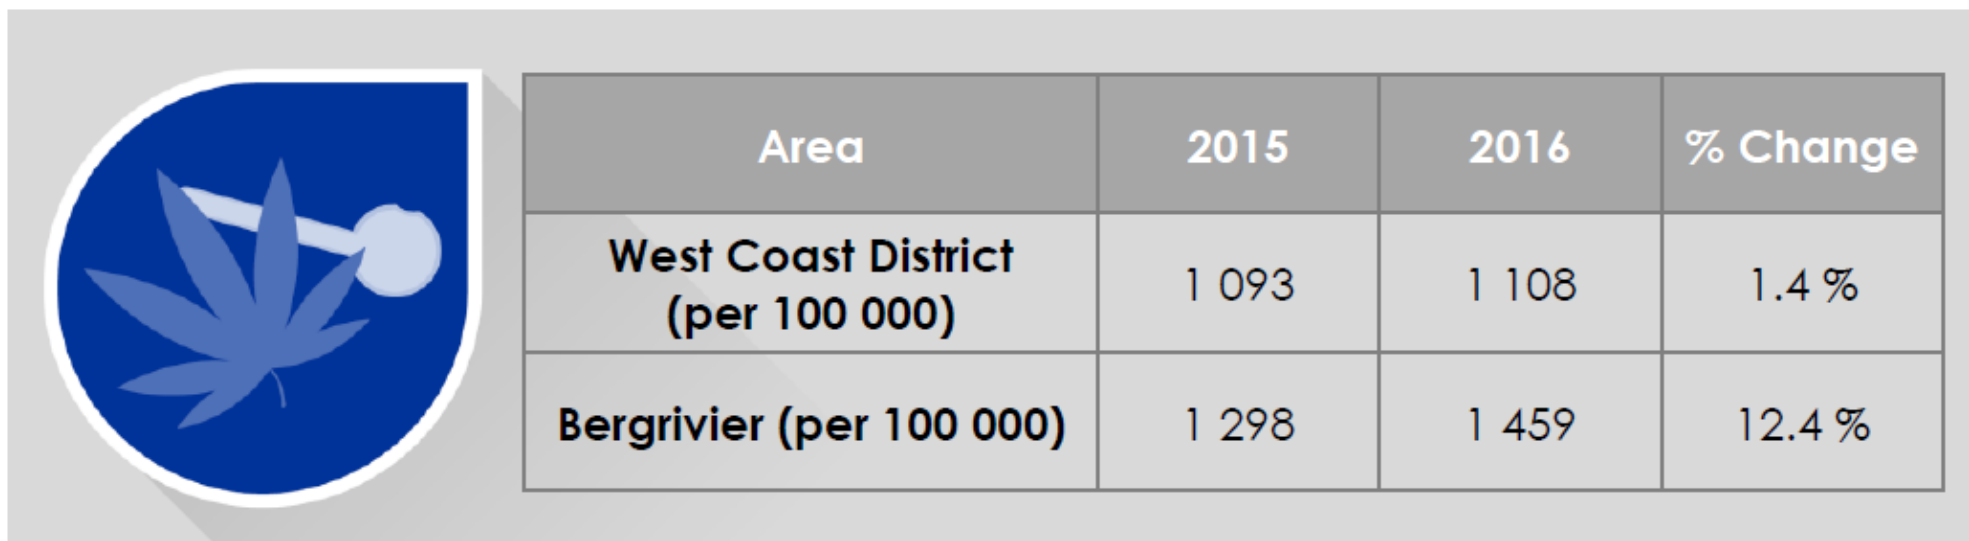 Area 2015 2016 % Change
West Coast District
(per 100 000) 1 093 1 108 1.4 %
Bergrivier (per 100 000) 1 298 1 459 12.4 %